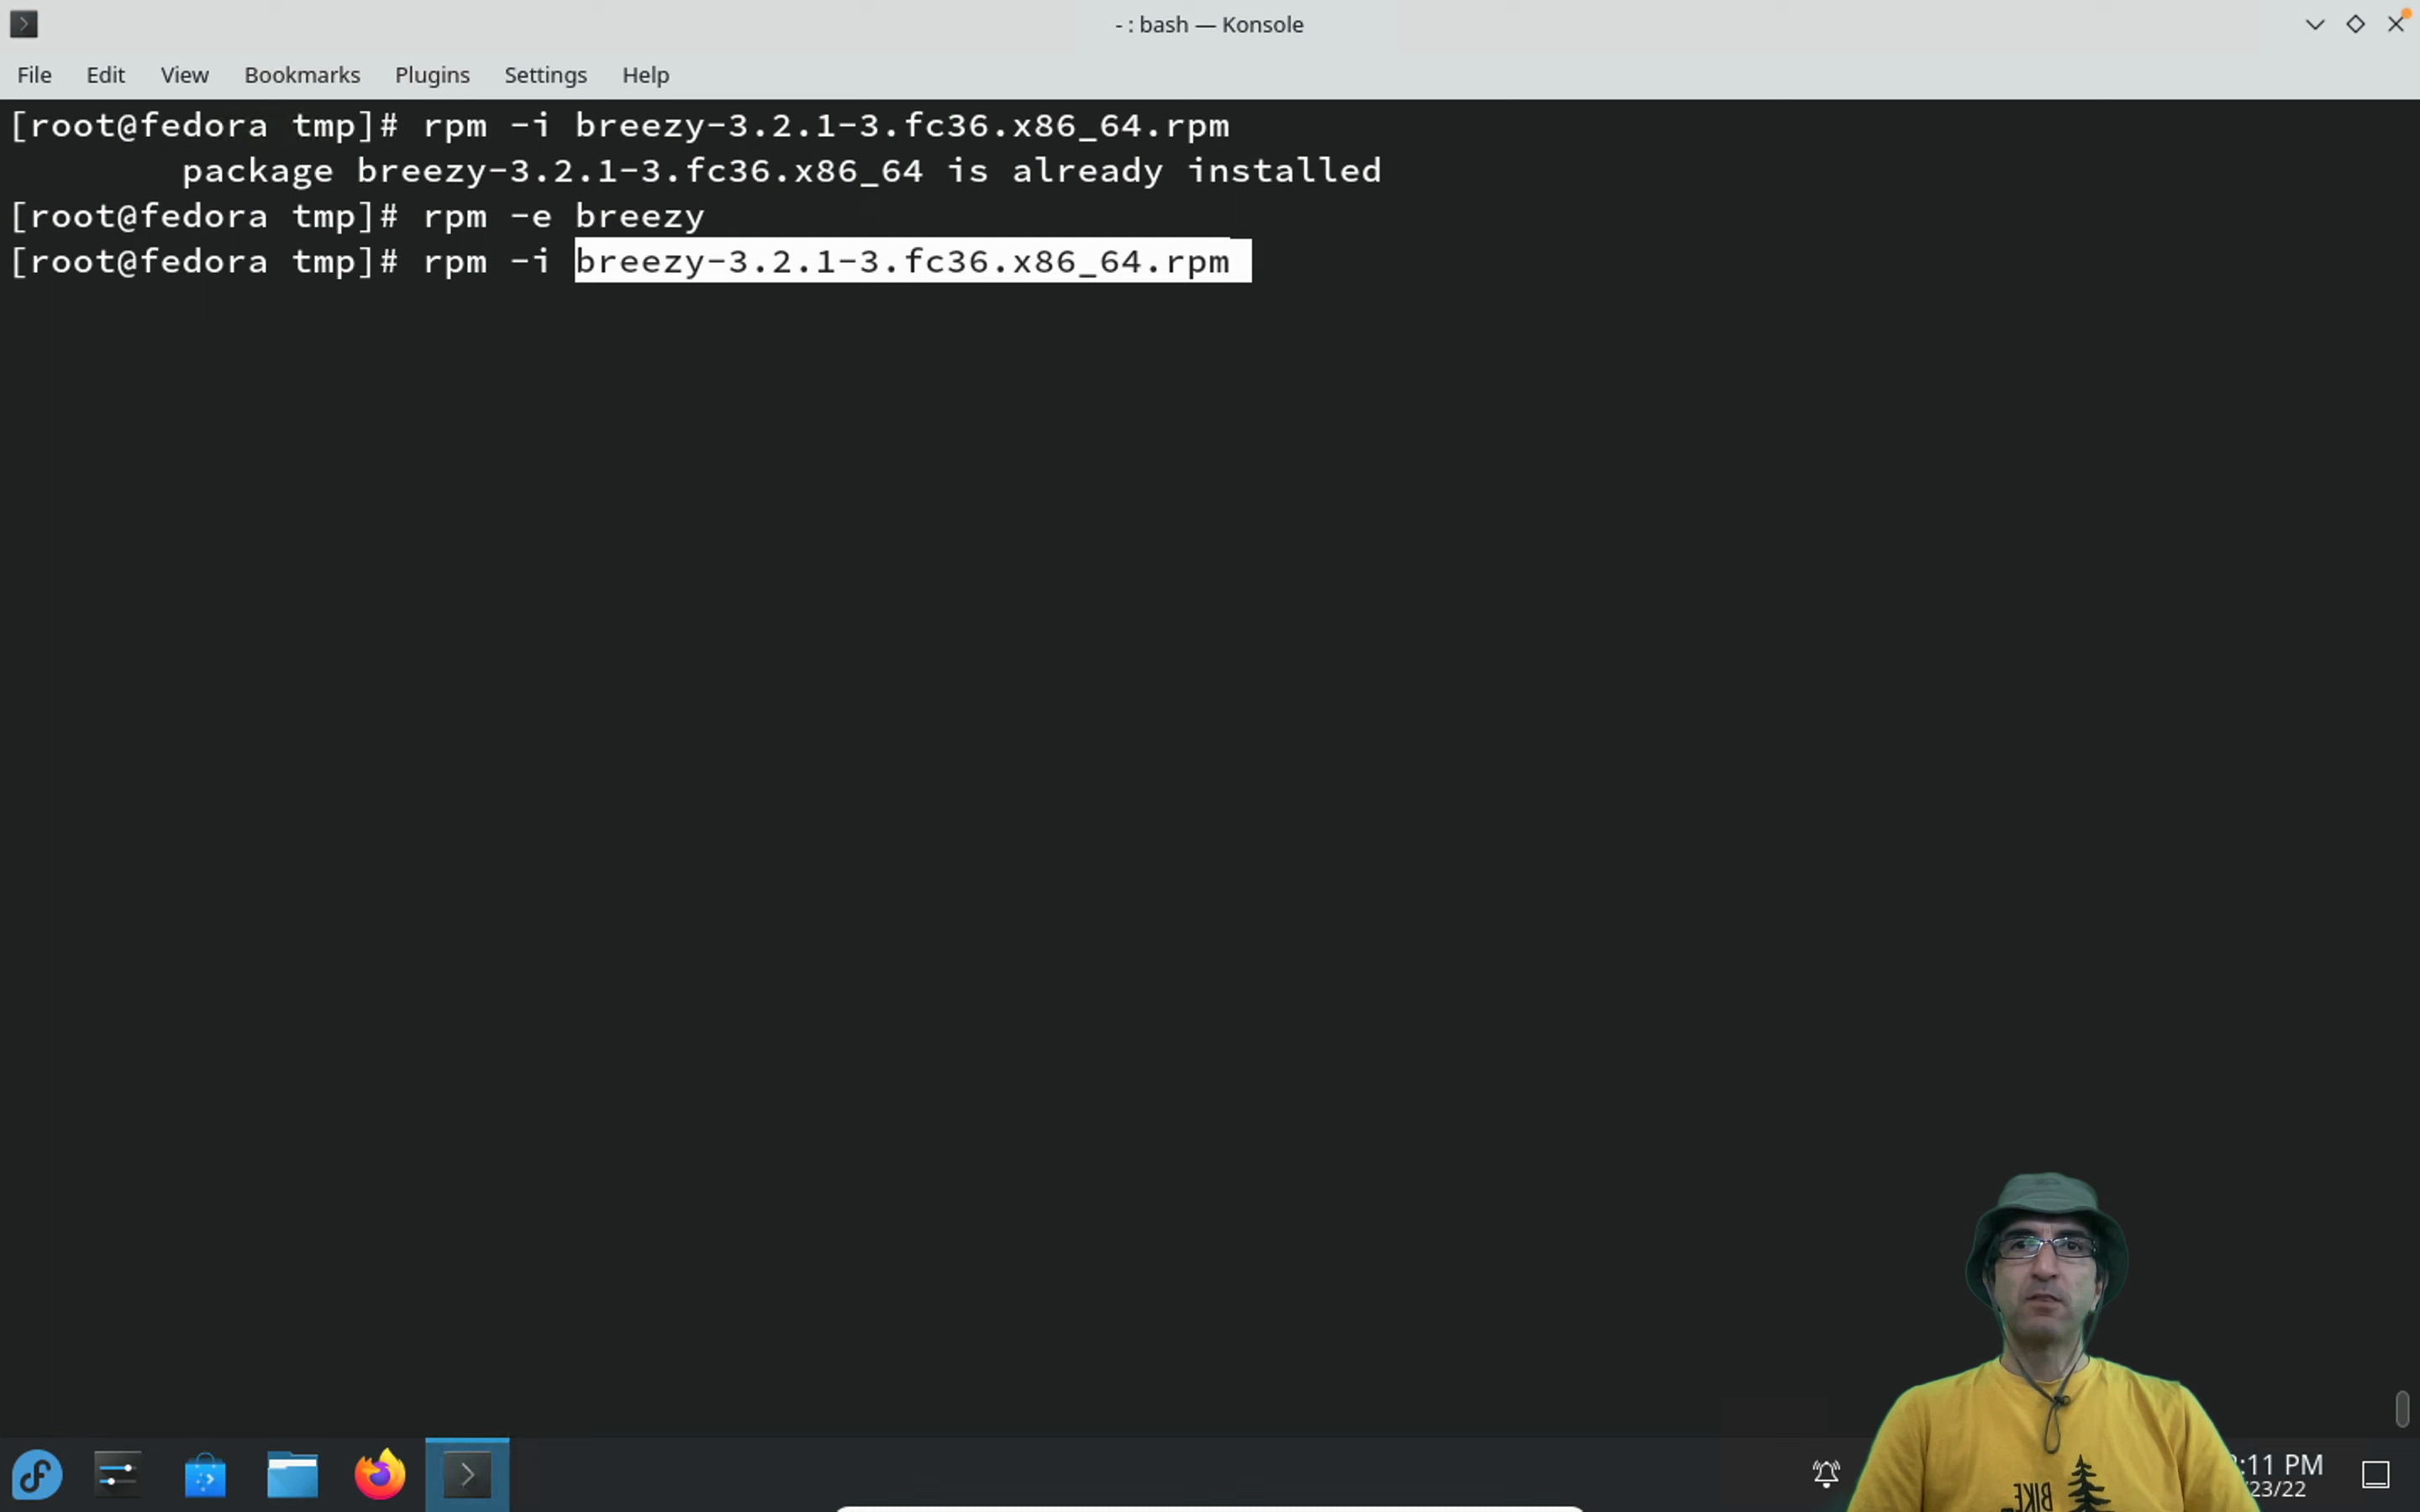 - : bash — Konsole
File Edit View Bookmarks Plugins Settings Help
[root@fedora tmp]# rpm -i breezy-3.2.1-3.fc36.x86_64.rpm
package breezy-3.2.1-3.fc36.x86_64 is already installed
[root@fedora tmp]# rpm -e breezy
[root@fedora tmp]# rpm -i breezy-3.2.1-3.fc36.x86_64.rpm
:11 PM
/23/22
BIKE